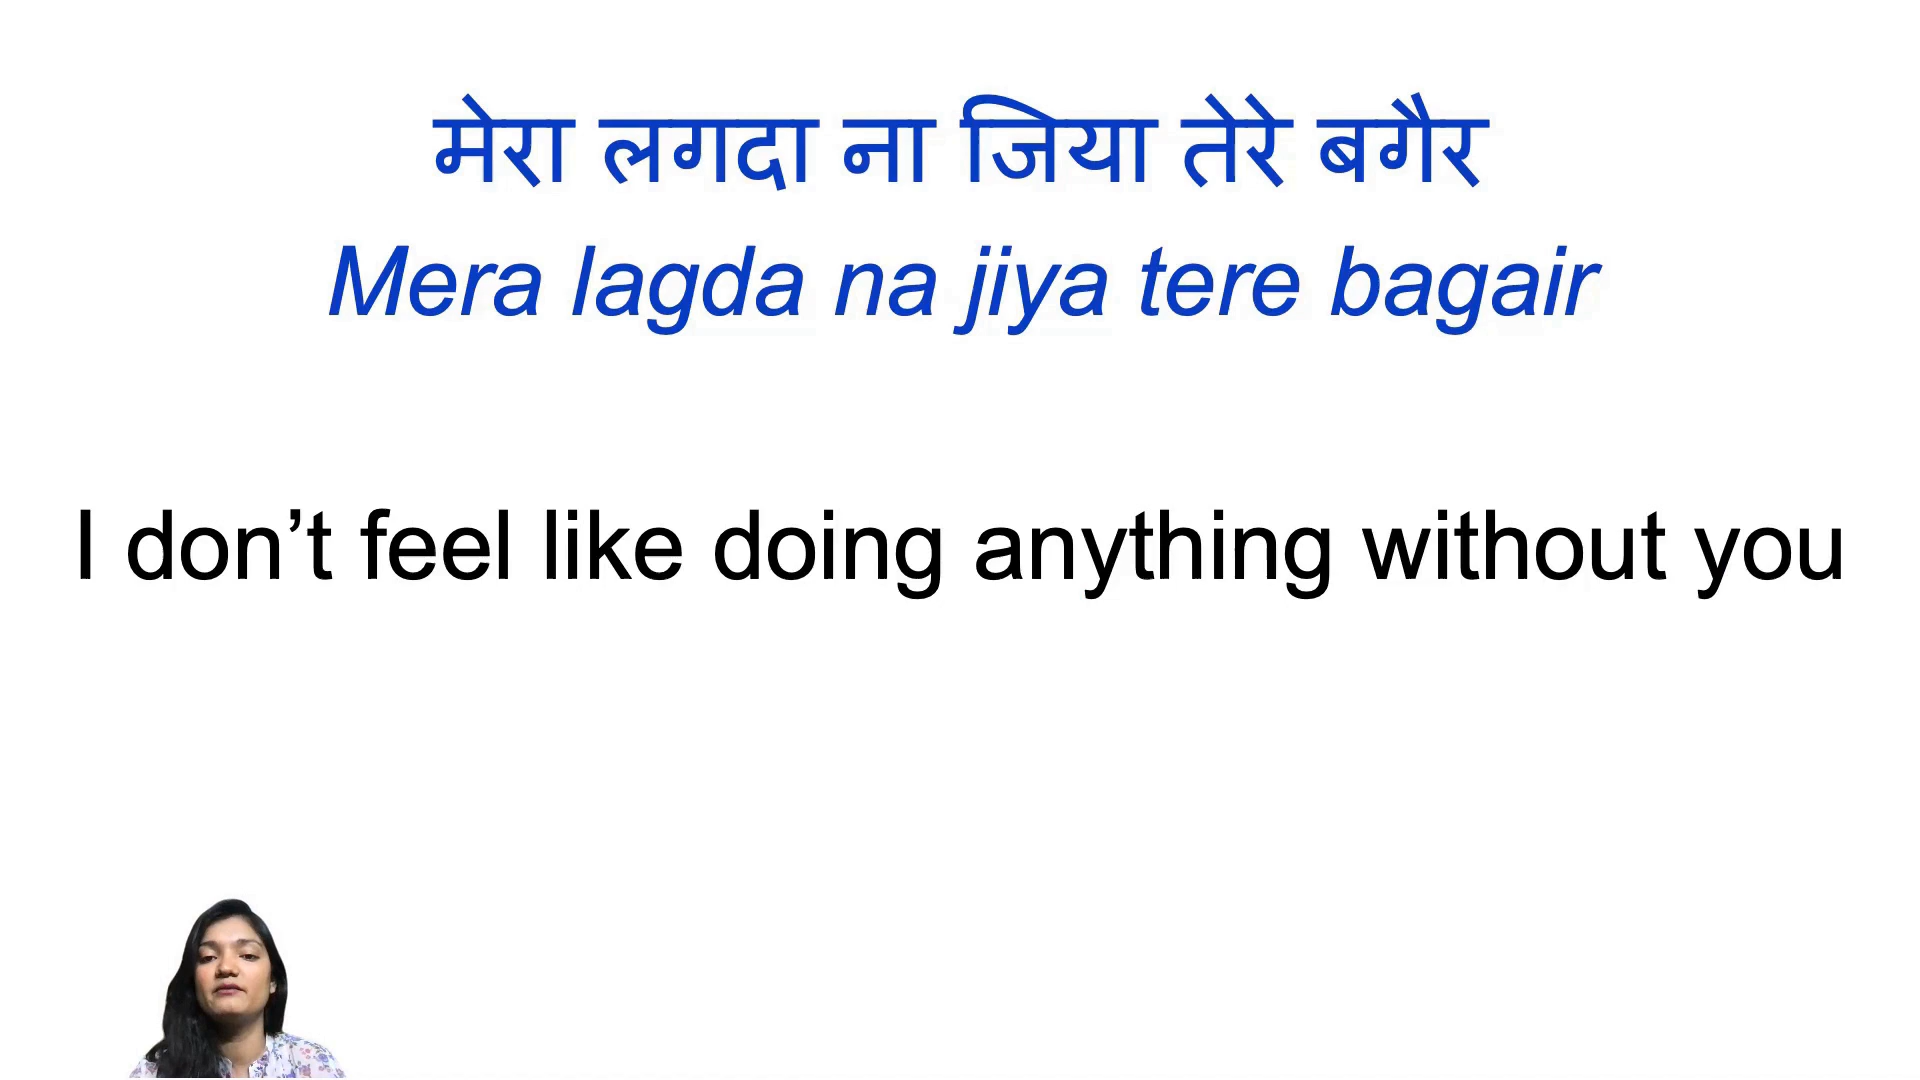 मेरा लगदा ना जिया तेरे बगैर
Mera lagda na jiya tere bagair
I don’t feel like doing anything without you